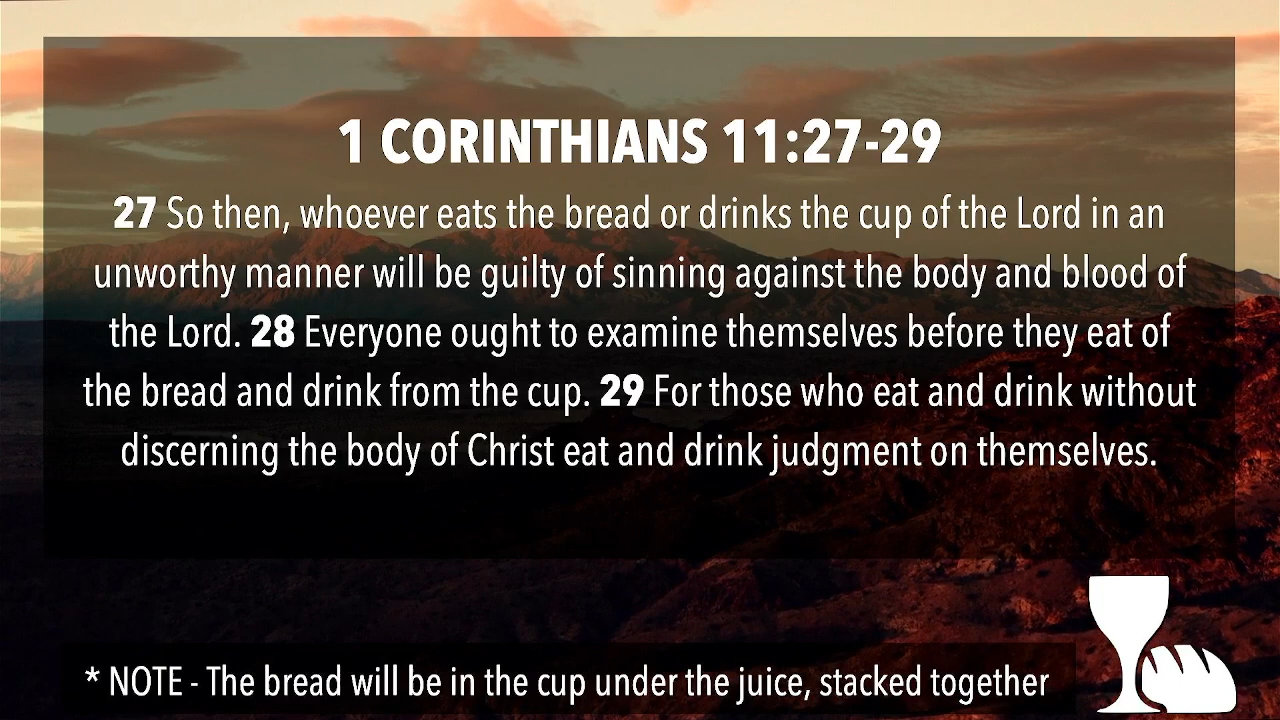 1 CORINTHIANS 11:27-29
27 So then, whoever eats the bread or drinks the cup of the Lord in an
unworthy manner will be guilty of sinning against the body and blood of
the Lord. 28 Everyone ought to examine themselves before they eat of
the bread and drink from the cup. 29 For those who eat and drink without
discerning the body of Christ eat and drink judgment on themselves.
* NOTE - The bread will be in the cup under the juice, stacked together